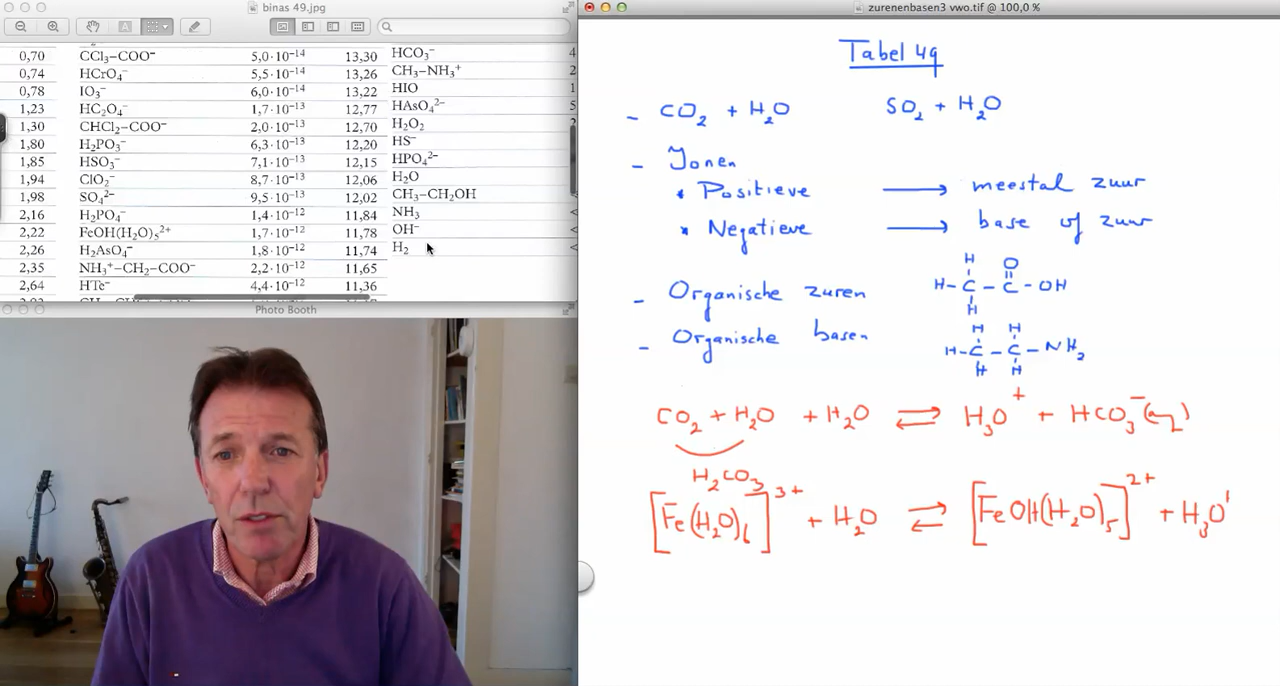 binas 49.jpg
0,70 CCl₃–COO⁻ 5,0·10⁻¹⁴ 13,30 HCO₃⁻ 4
0,74 HCrO₄⁻ 5,5·10⁻¹⁴ 13,26 CH₃–NH₃⁺ 2
0,78 IO₃⁻ 6,0·10⁻¹⁴ 13,22 HIO 1
1,23 HC₂O₄⁻ 1,7·10⁻¹³ 12,77 HAsO₄²⁻ 5
1,30 CHCl₂–COO⁻ 2,0·10⁻¹³ 12,70 H₂O₂ 2
1,80 H₂PO₃⁻ 6,3·10⁻¹³ 12,20 HS⁻
1,85 HSO₃⁻ 7,1·10⁻¹³ 12,15 HPO₄²⁻
1,94 ClO₂⁻ 8,7·10⁻¹³ 12,06 H₂O
1,98 SO₄²⁻ 9,5·10⁻¹³ 12,02 CH₃–CH₂OH <
2,16 H₂PO₄⁻ 1,4·10⁻¹² 11,84 NH₃ <
2,22 FeOH(H₂O)₅²⁺ 1,7·10⁻¹² 11,78 OH⁻ <
2,26 H₂AsO₄⁻ 1,8·10⁻¹² 11,74 H₂ <
2,35 NH₃⁺–CH₂–COO⁻ 2,2·10⁻¹² 11,65
2,64 HTe⁻ 4,4·10⁻¹² 11,36
Photo Booth
zurenenbasen3 vwo.tif @ 100,0 %
Tabel 49
- CO₂ + H₂O SO₂ + H₂O
- Ionen
• Positieve → meestal zuur
• Negatieve → base of zuur
- Organische zuren
H O
H–C–C–OH
H
- Organische basen
H H
H–C–C–NH₂
H H
CO₂ + H₂O + H₂O ⇌ H₃O⁺ + HCO₃⁻(aq)
H₂CO₃
[Fe(H₂O)₆]³⁺ + H₂O ⇌ [FeOH(H₂O)₅]²⁺ + H₃O